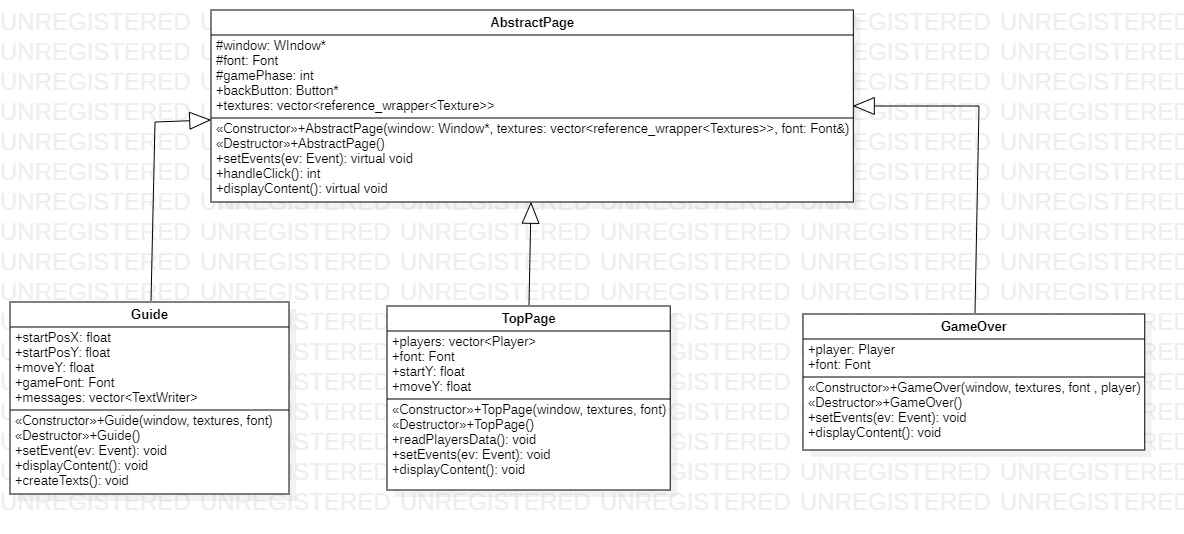 AbstractPage
#window: WIndow*
#font: Font
#gamePhase: int
+backButton: Button*
+textures: vector<reference_wrapper<Texture>>
«Constructor»+AbstractPage(window: Window*, textures: vector<reference_wrapper<Textures>>, font: Font&)
«Destructor»+AbstractPage()
+setEvents(ev: Event): virtual void
+handleClick(): int
+displayContent(): virtual void
Guide
+startPosX: float
+startPosY: float
+moveY: float
+gameFont: Font
+messages: vector<TextWriter>
«Constructor»+Guide(window, textures, font)
«Destructor»+Guide()
+setEvent(ev: Event): void
+displayContent(): void
+createTexts(): void
TopPage
+players: vector<Player>
+font: Font
+startY: float
+moveY: float
«Constructor»+TopPage(window, textures, font)
«Destructor»+TopPage()
+readPlayersData(): void
+setEvents(ev: Event): void
+displayContent(): void
GameOver
+player: Player
+font: Font
«Constructor»+GameOver(window, textures, font , player)
«Destructor»+GameOver()
+setEvents(ev: Event): void
+displayContent(): void
UNREGISTERED